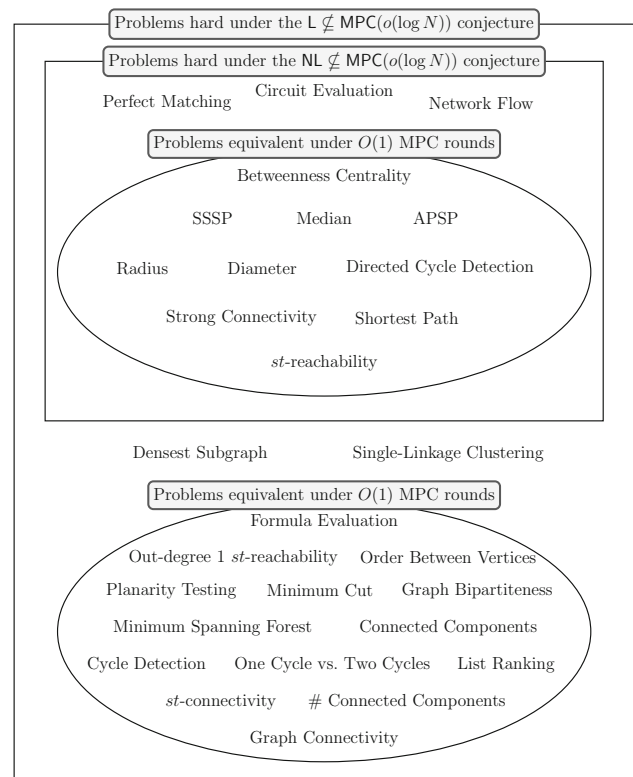 Problems hard under the L ⊈ MPC(o(log N)) conjecture
Problems hard under the NL ⊈ MPC(o(log N)) conjecture
Perfect Matching Circuit Evaluation Network Flow
Problems equivalent under O(1) MPC rounds
Betweenness Centrality
SSSP Median APSP
Radius Diameter Directed Cycle Detection
Strong Connectivity Shortest Path
st-reachability
Densest Subgraph Single-Linkage Clustering
Problems equivalent under O(1) MPC rounds
Formula Evaluation
Out-degree 1 st-reachability Order Between Vertices
Planarity Testing Minimum Cut Graph Bipartiteness
Minimum Spanning Forest Connected Components
Cycle Detection One Cycle vs. Two Cycles List Ranking
st-connectivity # Connected Components
Graph Connectivity